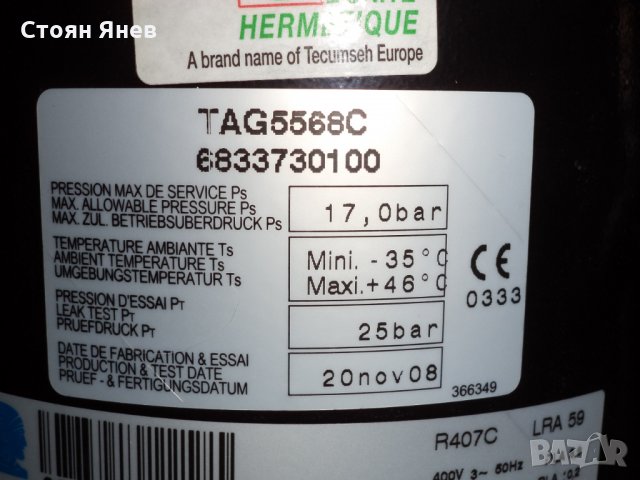 Стоян Янев
HERMETIQUE
A brand name of Tecumseh Europe
TAG5568C
6833730100
PRESSION MAX DE SERVICE Ps
MAX. ALLOWABLE PRESSURE Ps
MAX. ZUL. BETRIEBSUBERDRUCK Ps
17,0bar
TEMPERATURE AMBIANTE Ts
AMBIENT TEMPERATURE Ts
UMGEBUNGSTEMPERATUR Ts
Mini. -35°C
Maxi.+46°C
CE
0333
PRESSION D'ESSAI PT
LEAK TEST PT
PRUEFDRUCK PT
25bar
DATE DE FABRICATION & ESSAI
PRODUCTION & TEST DATE
PRUEF - & FERTIGUNGSDATUM
20nov08
366349
R407C
LRA 59
400V 3~ 50Hz
BAZAR